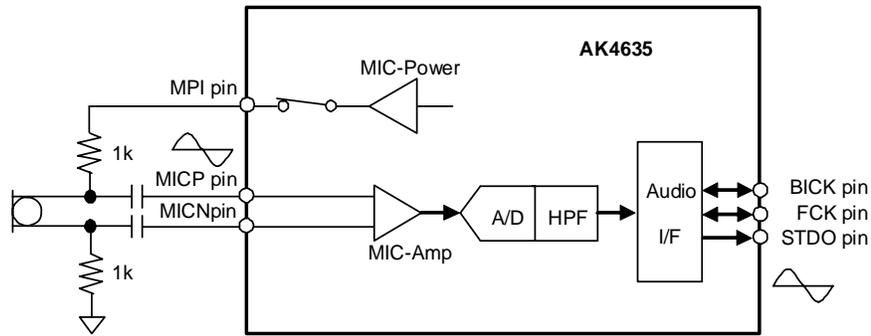 AK4635
MIC-Power
MPI pin
1k
MICP pin
MICNpin
1k
MIC-Amp
A/D
HPF
Audio
I/F
BICK pin
FCK pin
STDO pin